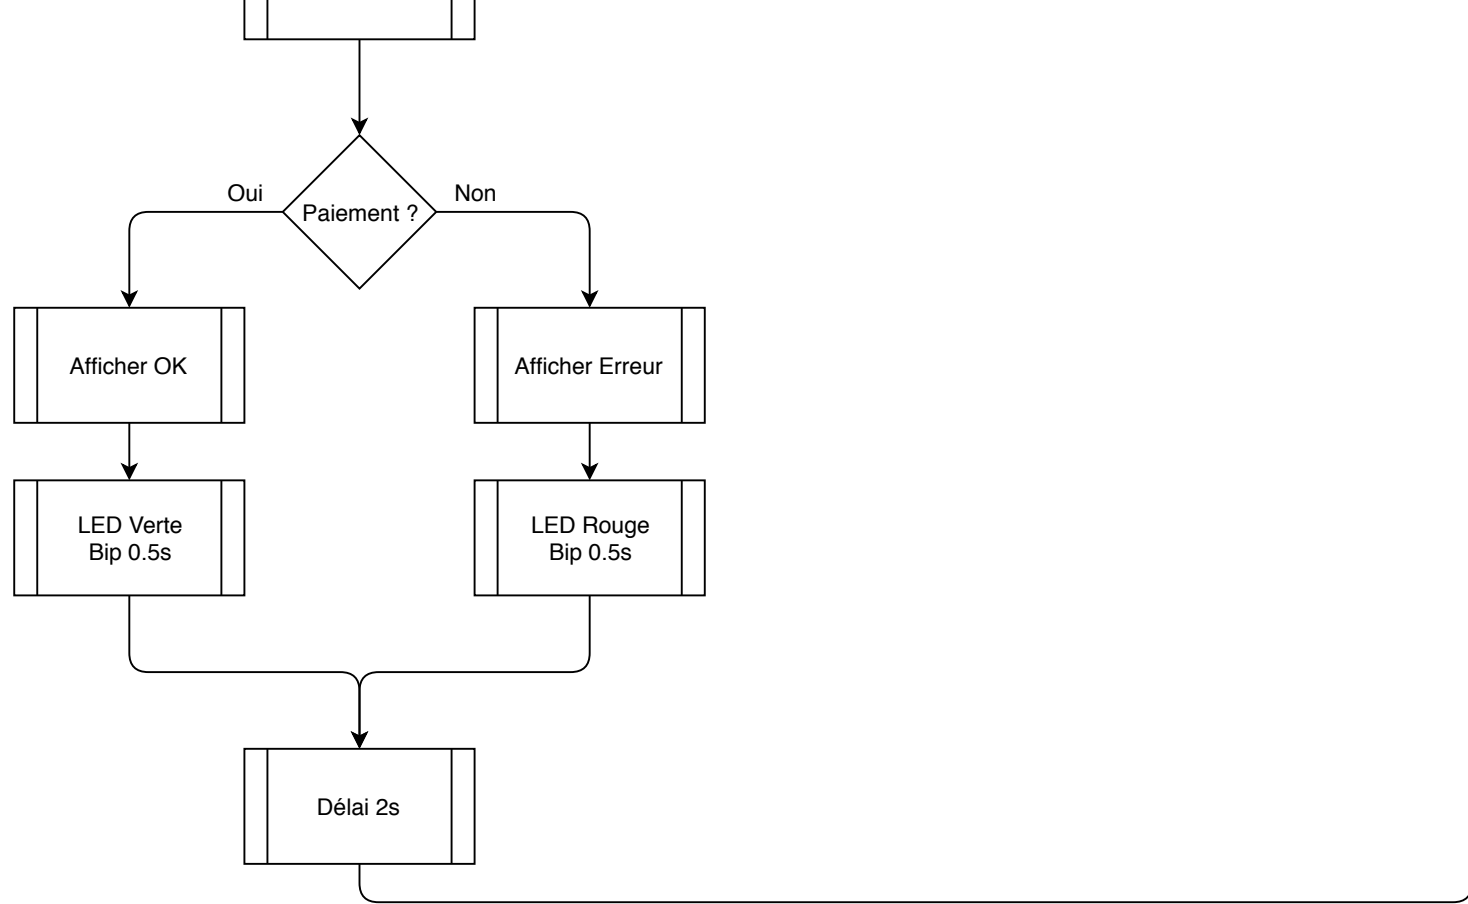 Oui
Non
Paiement ?
Afficher OK
Afficher Erreur
LED Verte
Bip 0.5s
LED Rouge
Bip 0.5s
Délai 2s